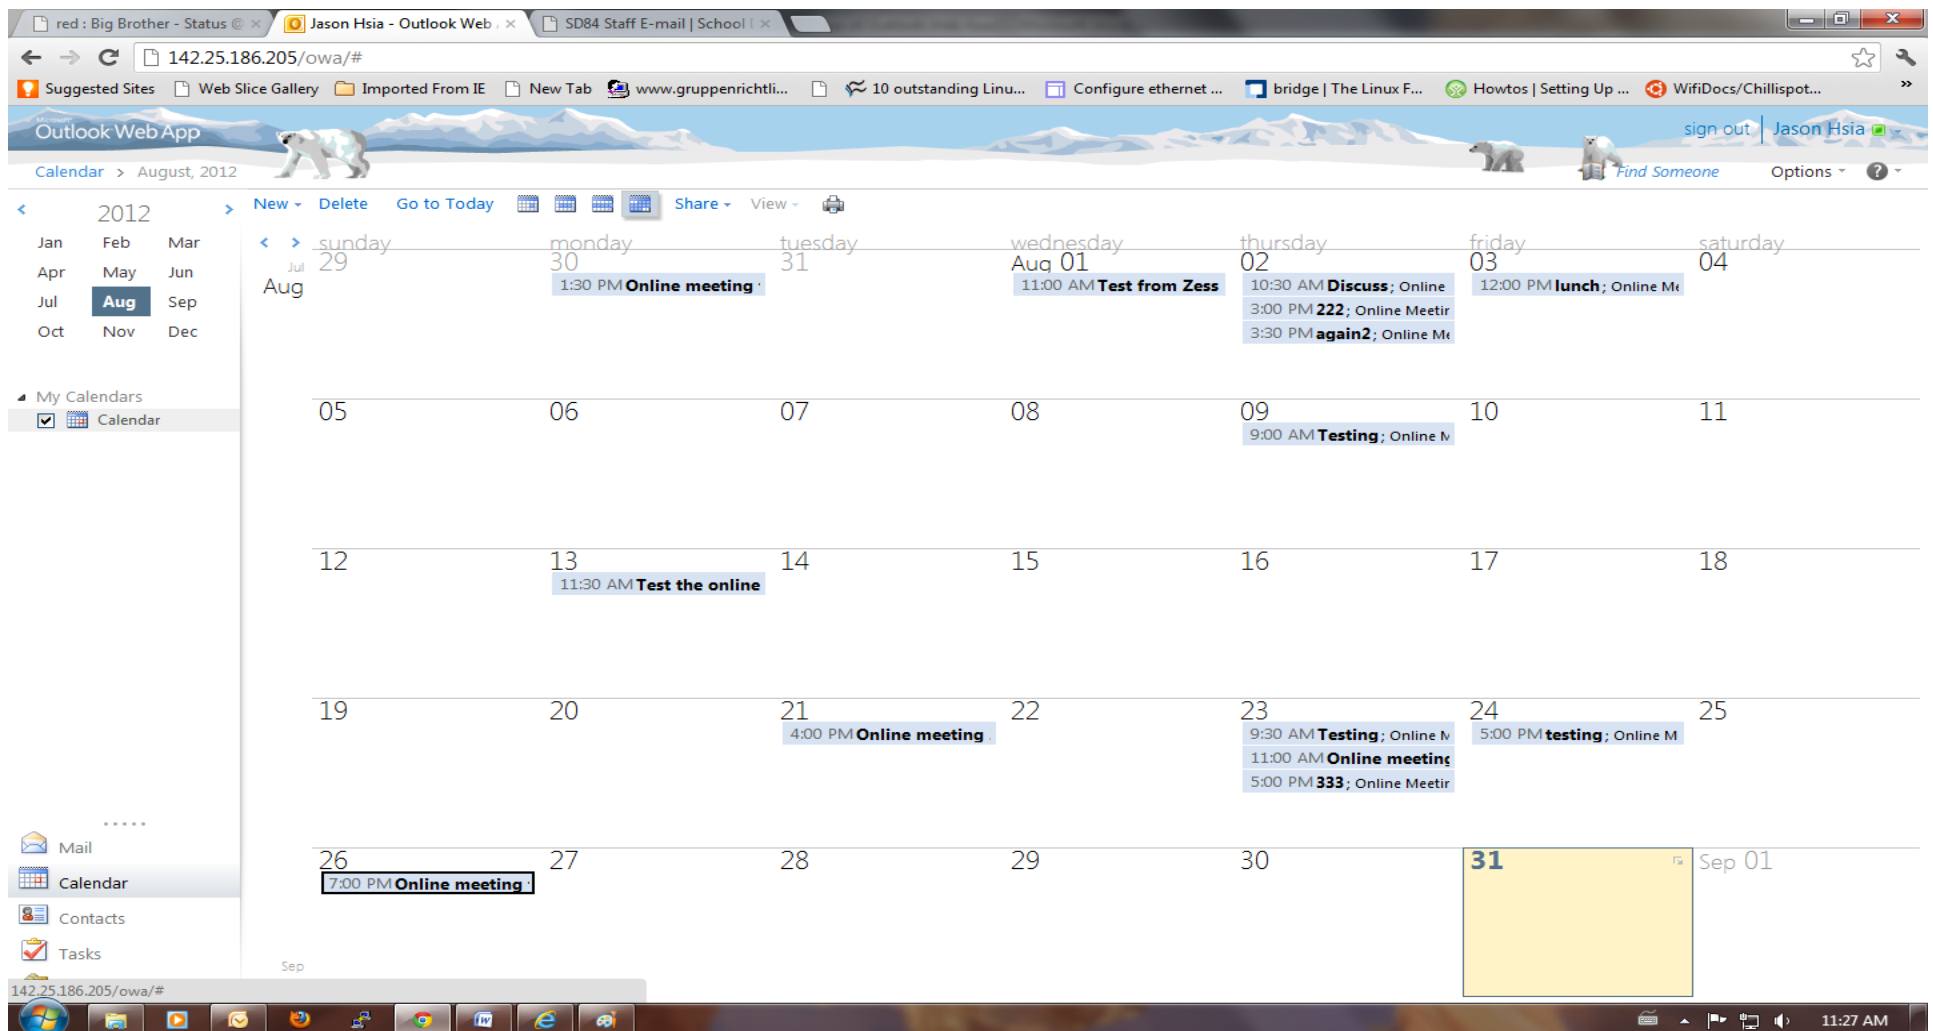 red : Big Brother - Status @
Jason Hsia - Outlook Web
SD84 Staff E-mail | School
142.25.186.205/owa/#
Suggested Sites Web Slice Gallery Imported From IE New Tab www.gruppenrichtli... 10 outstanding Linu... Configure ethernet ... bridge | The Linux F... Howtos | Setting Up ... WifiDocs/Chillispot... »
Microsoft
Outlook Web App
sign out | Jason Hsia
Calendar > August, 2012
Find Someone Options ?
< 2012 >
Jan Feb Mar
Apr May Jun
Jul Aug Sep
Oct Nov Dec
My Calendars
Calendar
Mail
Calendar
Contacts
Tasks
New Delete Go to Today Share View
< > sunday monday tuesday wednesday thursday friday saturday
Jul 29 30 31 Aug 01 02 03 04
Aug
1:30 PM Online meeting
11:00 AM Test from Zess
10:30 AM Discuss; Online
3:00 PM 222; Online Meetin
3:30 PM again2; Online Me
12:00 PM lunch; Online Me
05 06 07 08 09 10 11
9:00 AM Testing; Online M
12 13 14 15 16 17 18
11:30 AM Test the online
19 20 21 22 23 24 25
4:00 PM Online meeting
9:30 AM Testing; Online M
11:00 AM Online meeting
5:00 PM 333; Online Meetin
5:00 PM testing; Online M
26 27 28 29 30 31 Sep 01
7:00 PM Online meeting
Sep
142.25.186.205/owa/#
11:27 AM